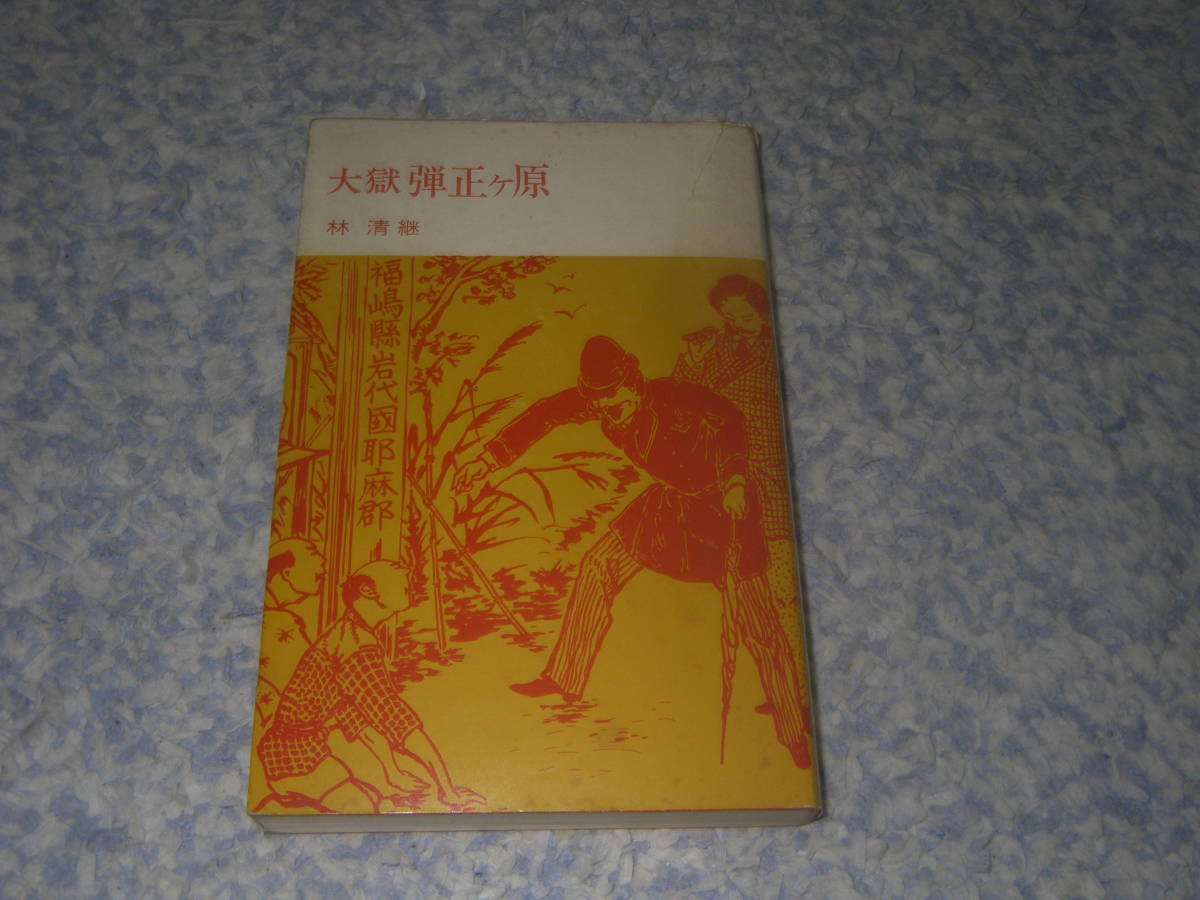 大獄 弾正ヶ原
林 清継
福嶋縣岩代國耶麻郡